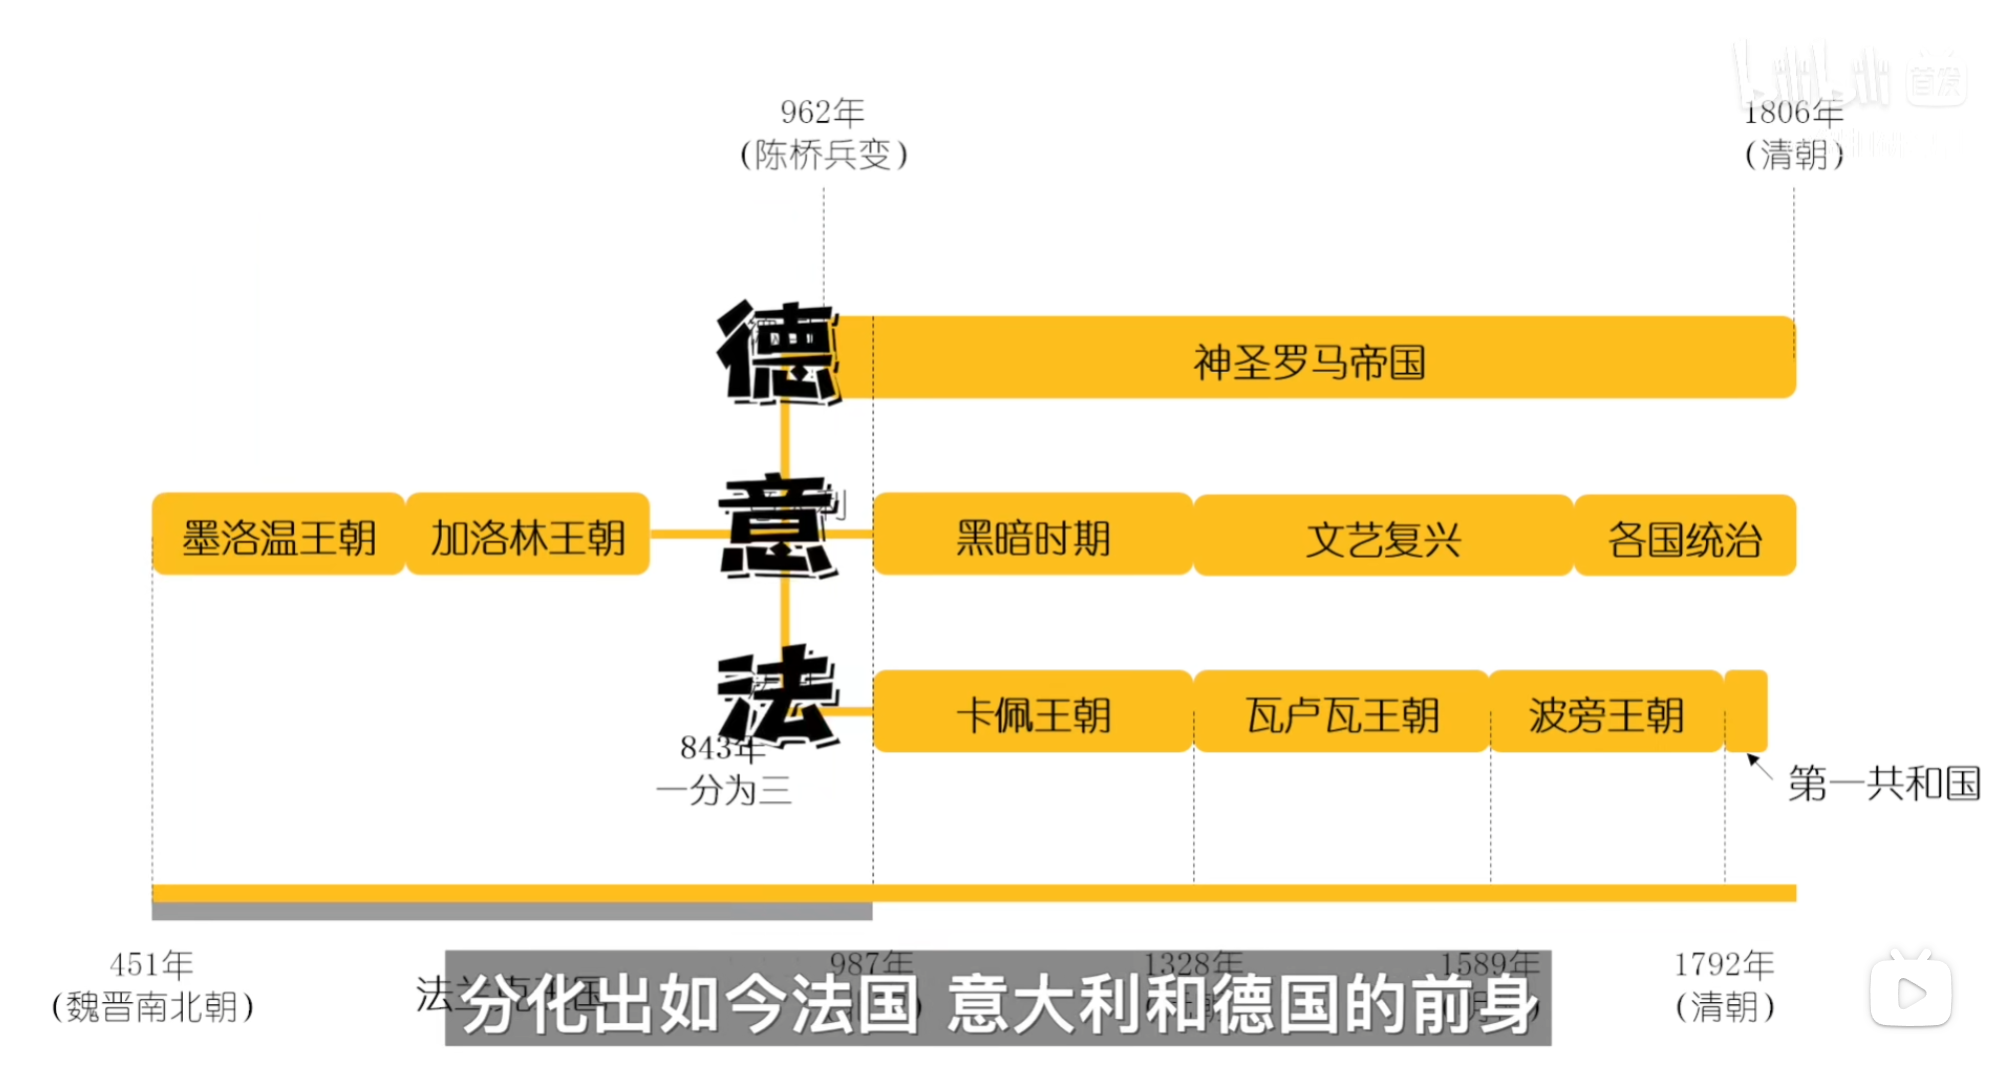 bilibili 首发
962年
(陈桥兵变)
1806年
(清朝)
德
神圣罗马帝国
意
墨洛温王朝
加洛林王朝
黑暗时期
文艺复兴
各国统治
法
卡佩王朝
瓦卢瓦王朝
波旁王朝
843年
一分为三
第一共和国
451年
(魏晋南北朝)
987年
1328年
1589年
1792年
(清朝)
分化出如今法国 意大利和德国的前身